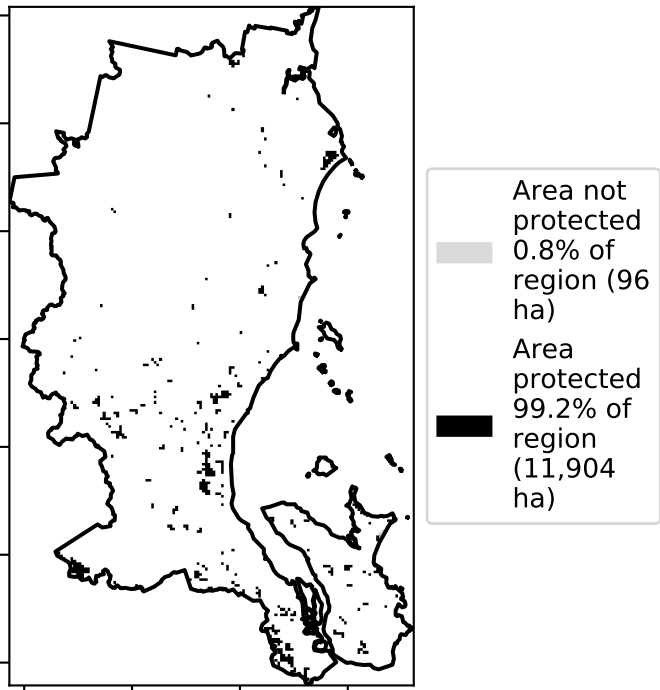 Area not
protected
0.8% of
region (96
ha)
Area
protected
99.2% of
region
(11,904
ha)